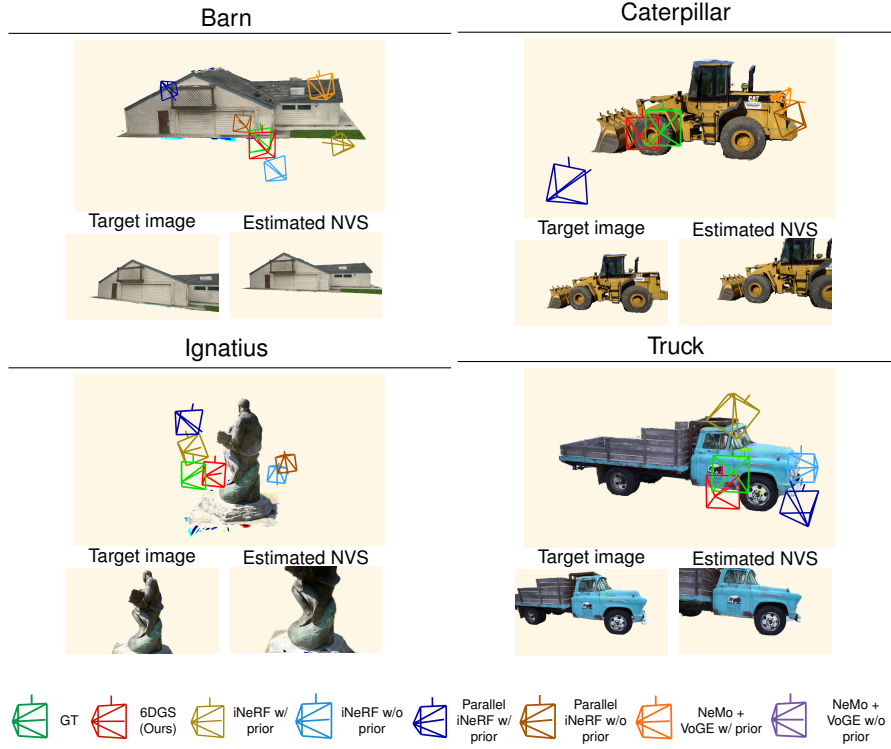 Barn
Caterpillar
CAT
Target image
Estimated NVS
Target image
Estimated NVS
Ignatius
Truck
Target image
Estimated NVS
Target image
Estimated NVS
GT
6DGS
(Ours)
iNeRF w/
prior
iNeRF w/o
prior
Parallel
iNeRF w/
prior
Parallel
iNeRF w/o
prior
NeMo +
VoGE w/ prior
NeMo +
VoGE w/o
prior